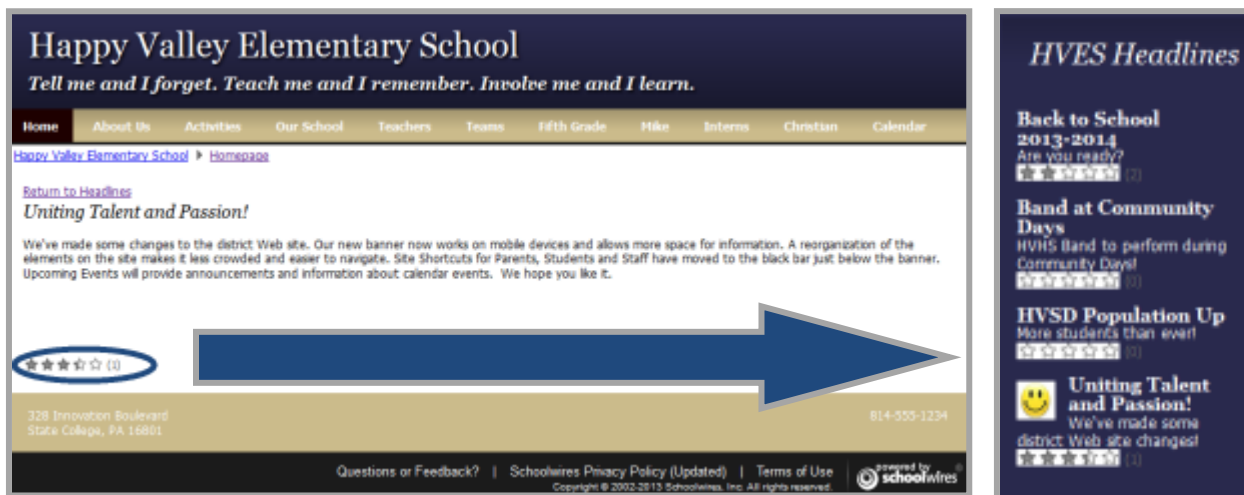 Happy Valley Elementary School
Tell me and I forget. Teach me and I remember. Involve me and I learn.
Home About Us Activities Our School Teachers Teams Fifth Grade Mike Interns Christian Calendar
Happy Valley Elementary School Homepage
Return to Headlines
Uniting Talent and Passion!
We've made some changes to the district Web site. Our new banner now works on mobile devices and allows more space for information. A reorganization of the
elements on the site makes it less crowded and easier to navigate. Site Shortcuts for Parents, Students and Staff have moved to the black bar just below the banner.
Upcoming Events will provide announcements and information about calendar events. We hope you like it.
(1)
328 Innovation Boulevard 814-555-1234
State College, PA 16801
Questions or Feedback? | Schoolwires Privacy Policy (Updated) | Terms of Use
Copyright © 2002-2013 Schoolwires, Inc. All rights reserved.
powered by
schoolwires
HVES Headlines
Back to School
2013-2014
Are you ready?
(2)
Band at Community
Days
HVHS Band to perform during
Community Days!
(0)
HVSD Population Up
More students than ever!
(0)
Uniting Talent
and Passion!
We've made some
district Web site changes!
(1)